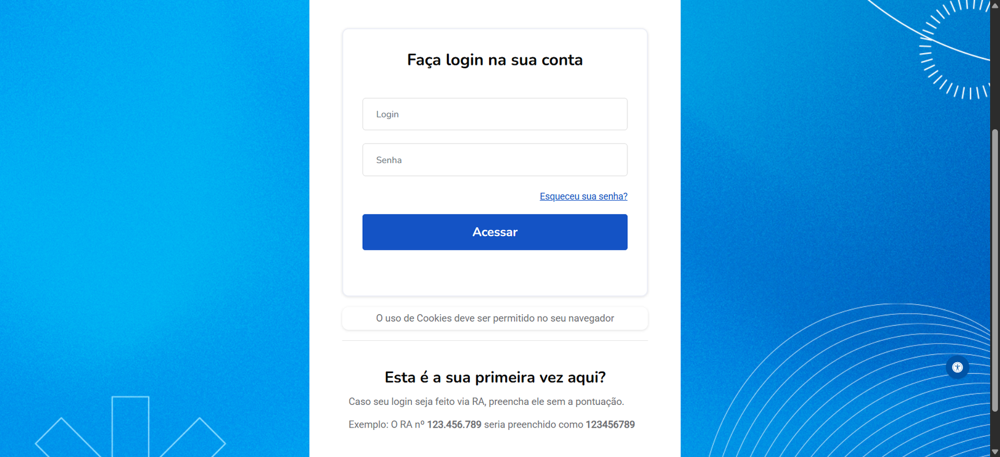 Faça login na sua conta
Login
Senha
Esqueceu sua senha?
Acessar
O uso de Cookies deve ser permitido no seu navegador
Esta é a sua primeira vez aqui?
Caso seu login seja feito via RA, preencha ele sem a pontuação.
Exemplo: O RA nº 123.456.789 seria preenchido como 123456789